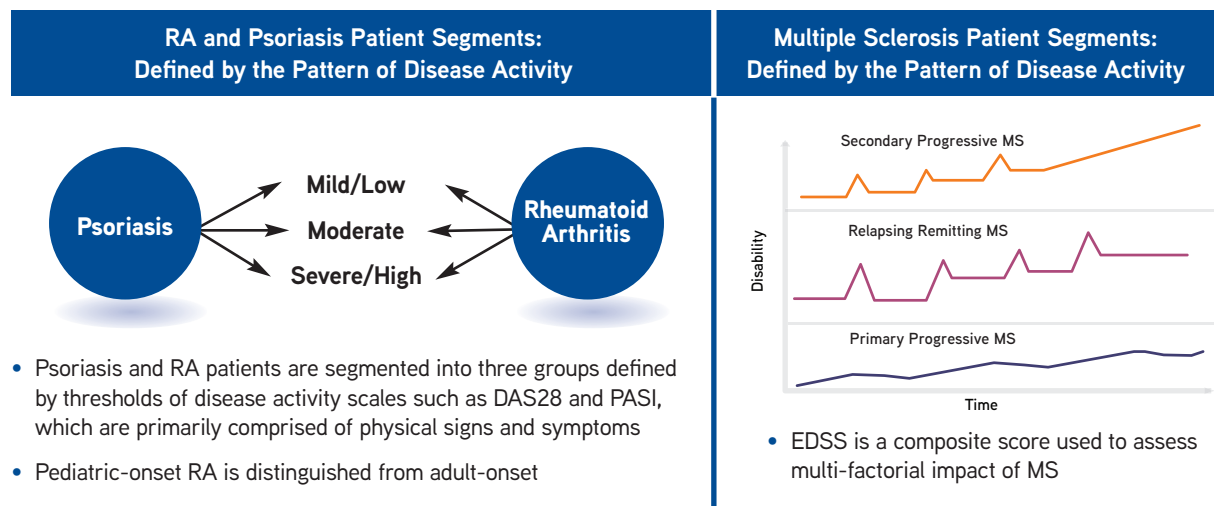 RA and Psoriasis Patient Segments:
Defined by the Pattern of Disease Activity
Psoriasis
Mild/Low
Moderate
Severe/High
Rheumatoid
Arthritis
• Psoriasis and RA patients are segmented into three groups defined
by thresholds of disease activity scales such as DAS28 and PASI,
which are primarily comprised of physical signs and symptoms
• Pediatric-onset RA is distinguished from adult-onset
Multiple Sclerosis Patient Segments:
Defined by the Pattern of Disease Activity
Disability
Secondary Progressive MS
Relapsing Remitting MS
Primary Progressive MS
Time
• EDSS is a composite score used to assess
multi-factorial impact of MS